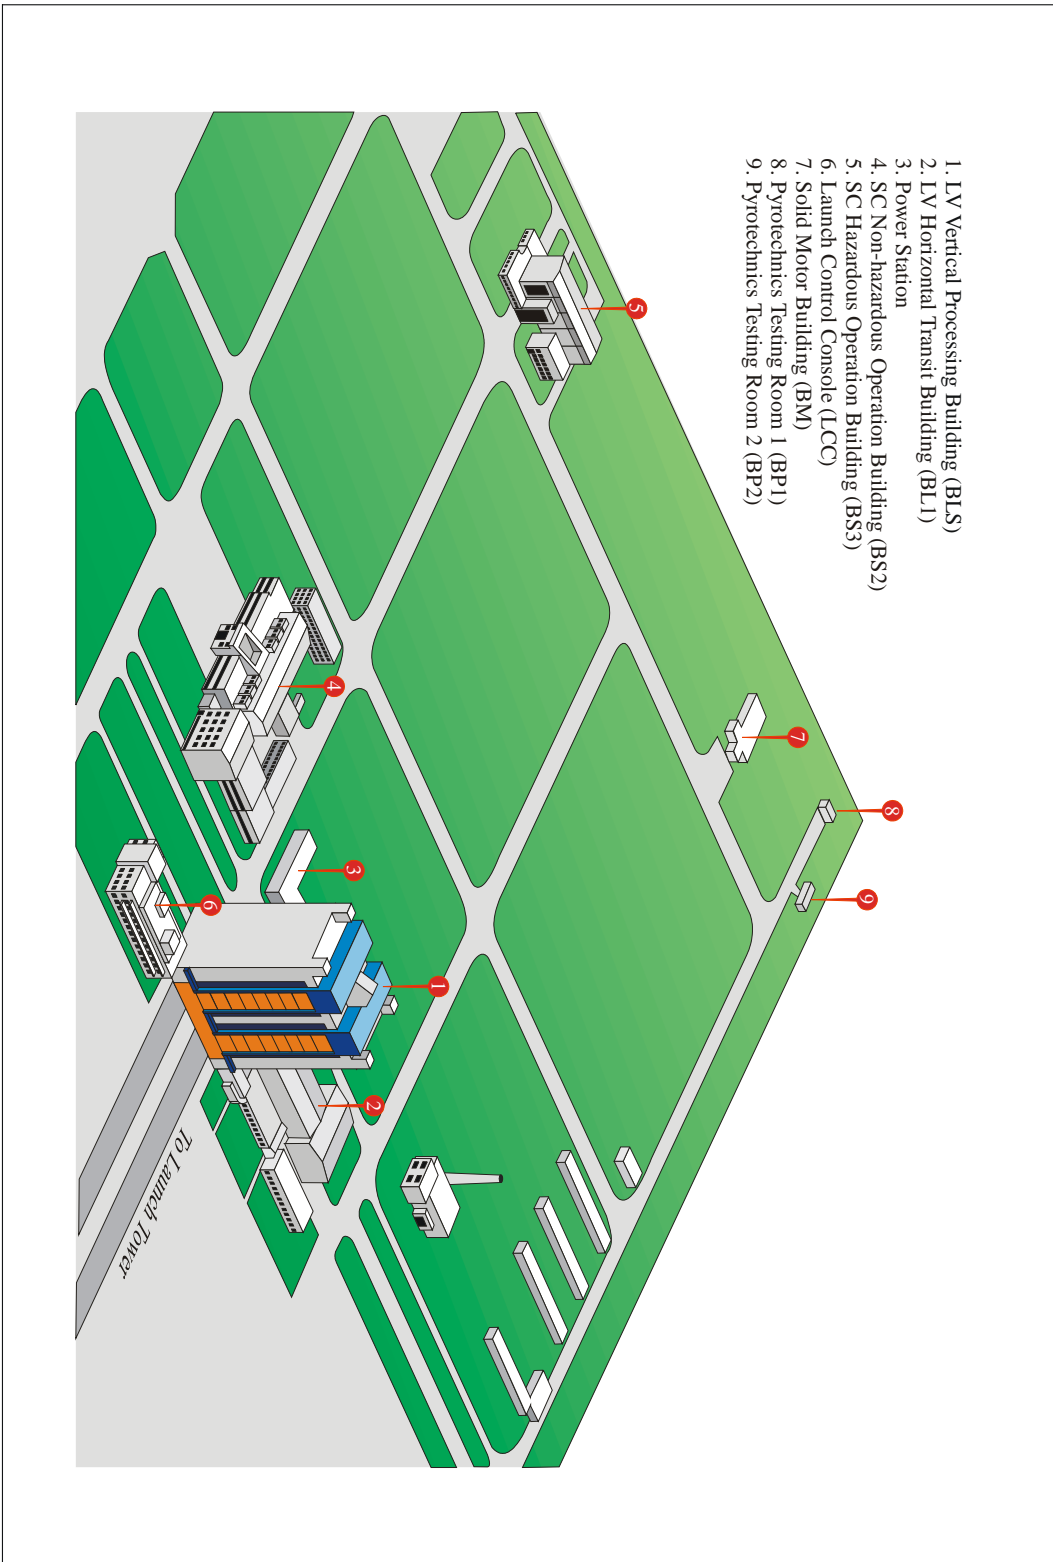 1. LV Vertical Processing Building (BLS)
2. LV Horizontal Transit Building (BL1)
3. Power Station
4. SC Non-hazardous Operation Building (BS2)
5. SC Hazardous Operation Building (BS3)
6. Launch Control Console (LCC)
7. Solid Motor Building (BM)
8. Pyrotechnics Testing Room 1 (BP1)
9. Pyrotechnics Testing Room 2 (BP2)
8
9
7
5
1
2
3
4
6
To Launch Tower